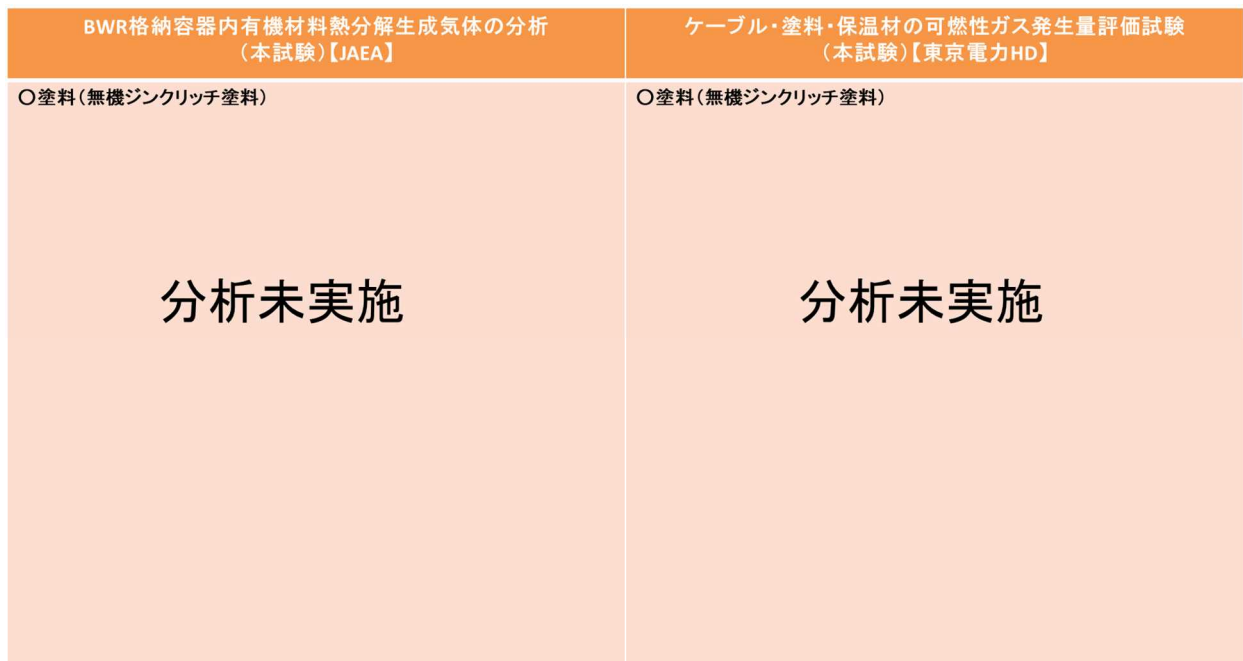 BWR格納容器内有機材料熱分解生成気体の分析
(本試験)【JAEA】
ケーブル・塗料・保温材の可燃性ガス発生量評価試験
(本試験)【東京電力HD】
〇塗料(無機ジンクリッチ塗料)
〇塗料(無機ジンクリッチ塗料)
分析未実施
分析未実施